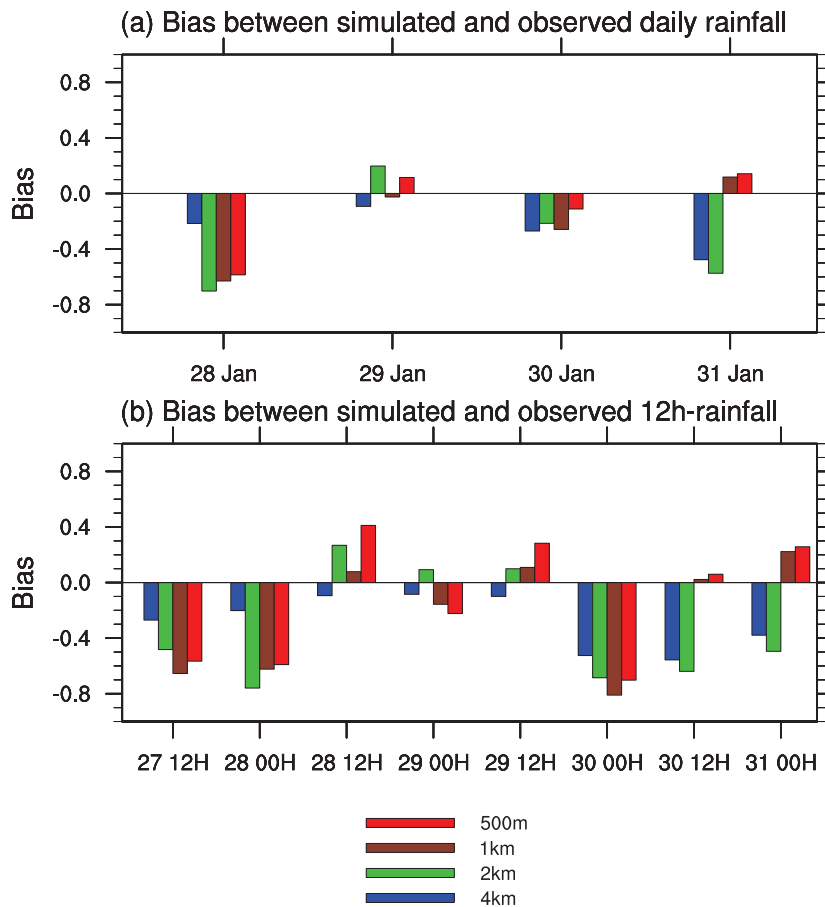 (a) Bias between simulated and observed daily rainfall
0.8
0.4
0.0
-0.4
-0.8
Bias
28 Jan 29 Jan 30 Jan 31 Jan
(b) Bias between simulated and observed 12h-rainfall
0.8
0.4
0.0
-0.4
-0.8
Bias
27 12H 28 00H 28 12H 29 00H 29 12H 30 00H 30 12H 31 00H
500m
1km
2km
4km